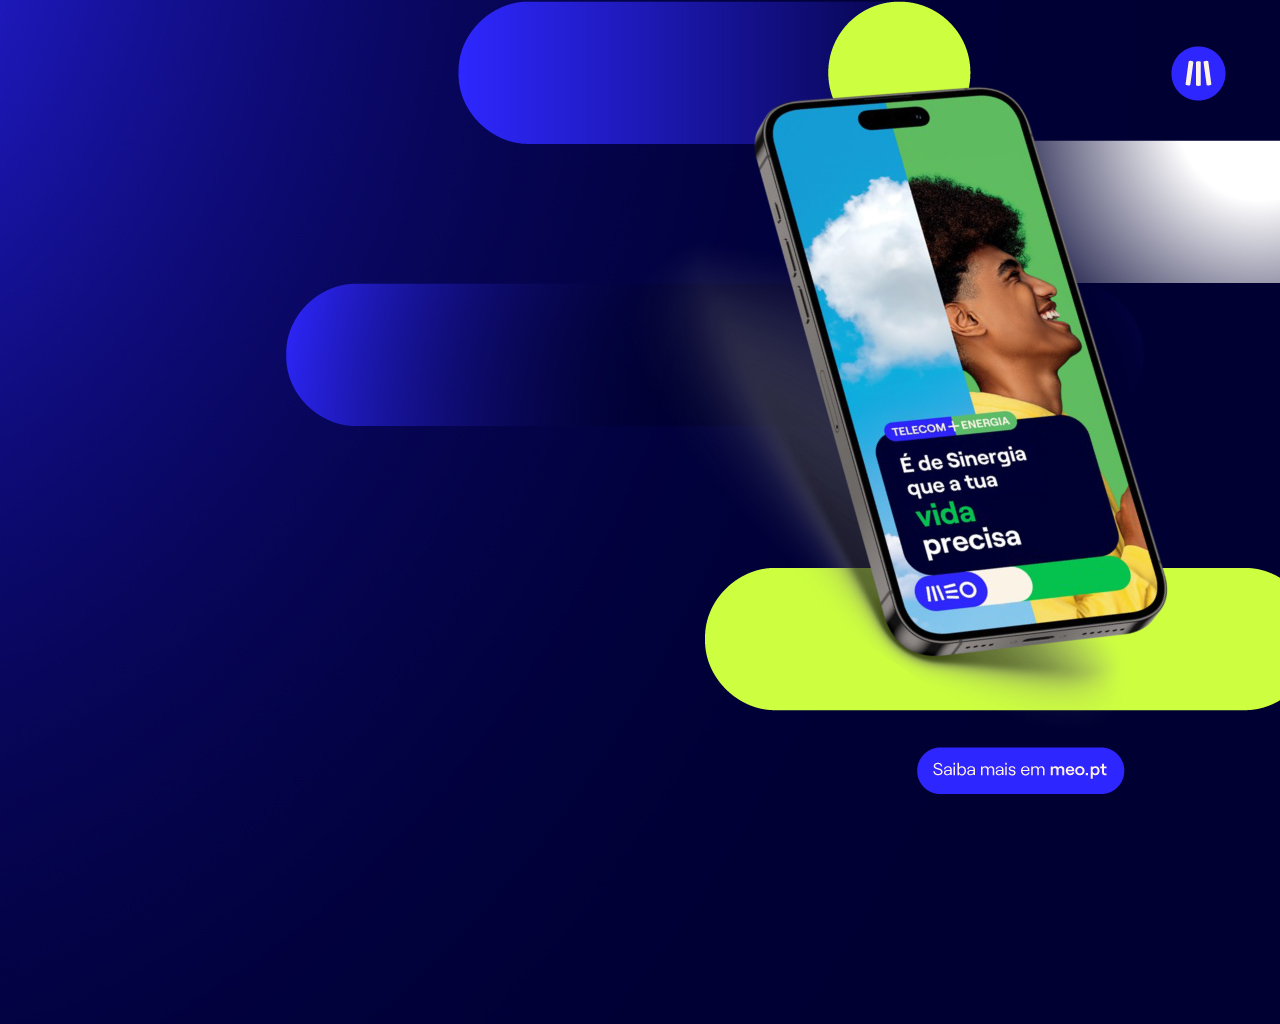 TELECOM + ENERGIA
É de Sinergia
que a tua
vida
precisa
MEO
Saiba mais em meo.pt